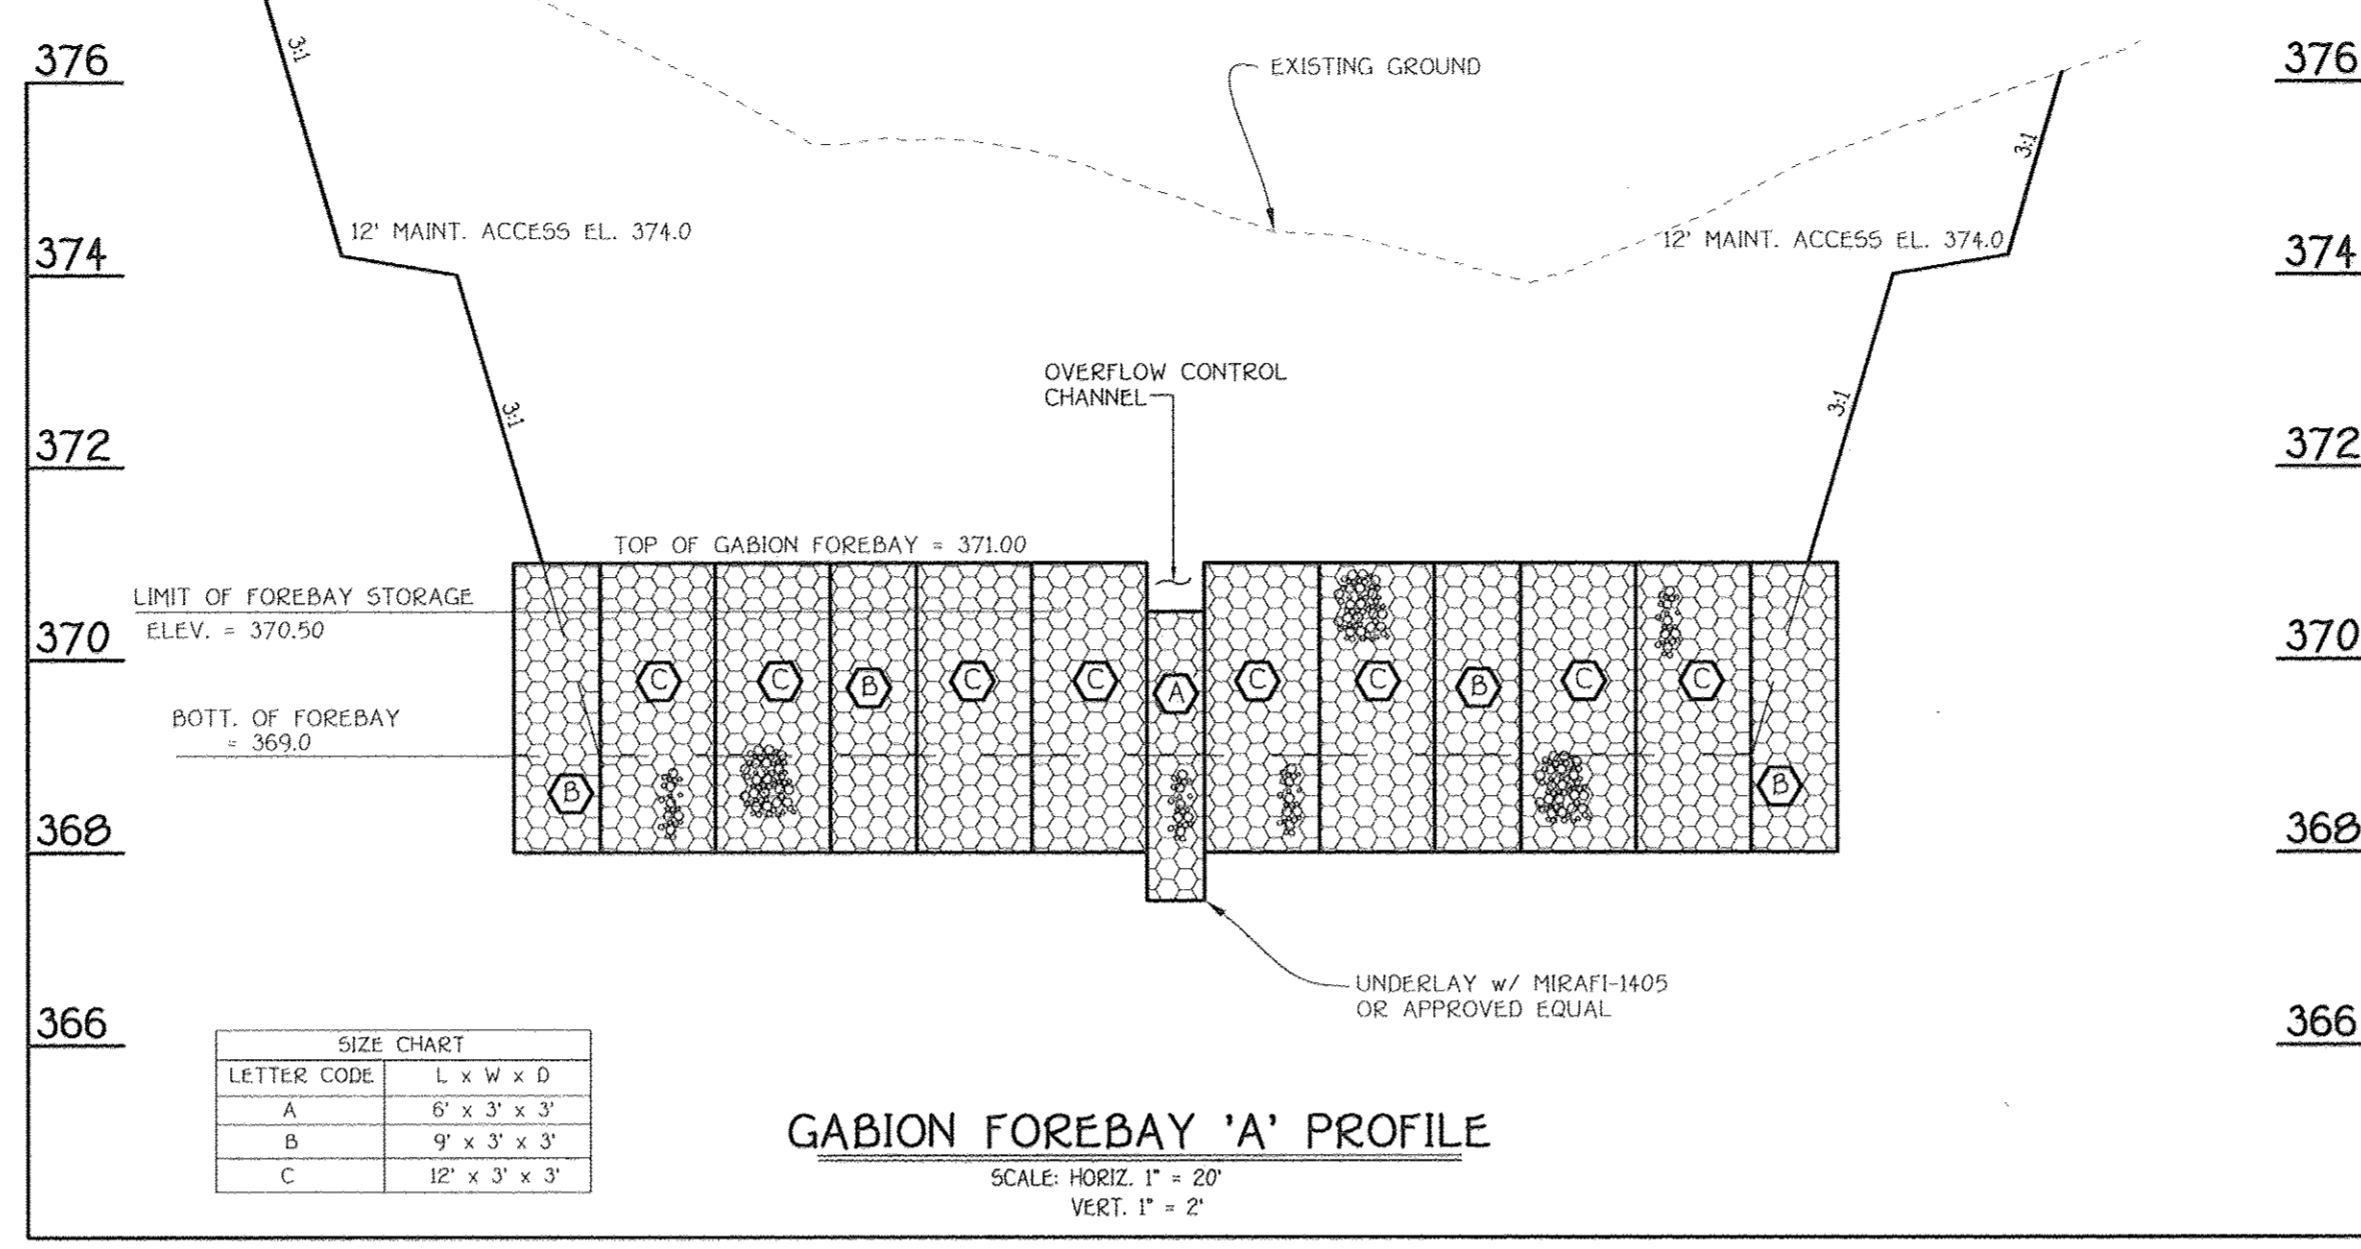 376
376
3:1
EXISTING GROUND
3:1
12' MAINT. ACCESS EL. 374.0
12' MAINT. ACCESS EL. 374.0
374
374
OVERFLOW CONTROL
CHANNEL
3:1
3:1
372
372
TOP OF GABION FOREBAY = 371.00
LIMIT OF FOREBAY STORAGE
ELEV. = 370.50
370
370
C
C
B
C
C
A
C
C
B
C
C
BOTT. OF FOREBAY
= 369.0
B
B
368
368
UNDERLAY w/ MIRAFI-1405
OR APPROVED EQUAL
366
366
SIZE CHART
LETTER CODE L x W x D
A 6' x 3' x 3'
B 9' x 3' x 3'
C 12' x 3' x 3'
GABION FOREBAY 'A' PROFILE
SCALE: HORIZ. 1" = 20'
VERT. 1" = 2'